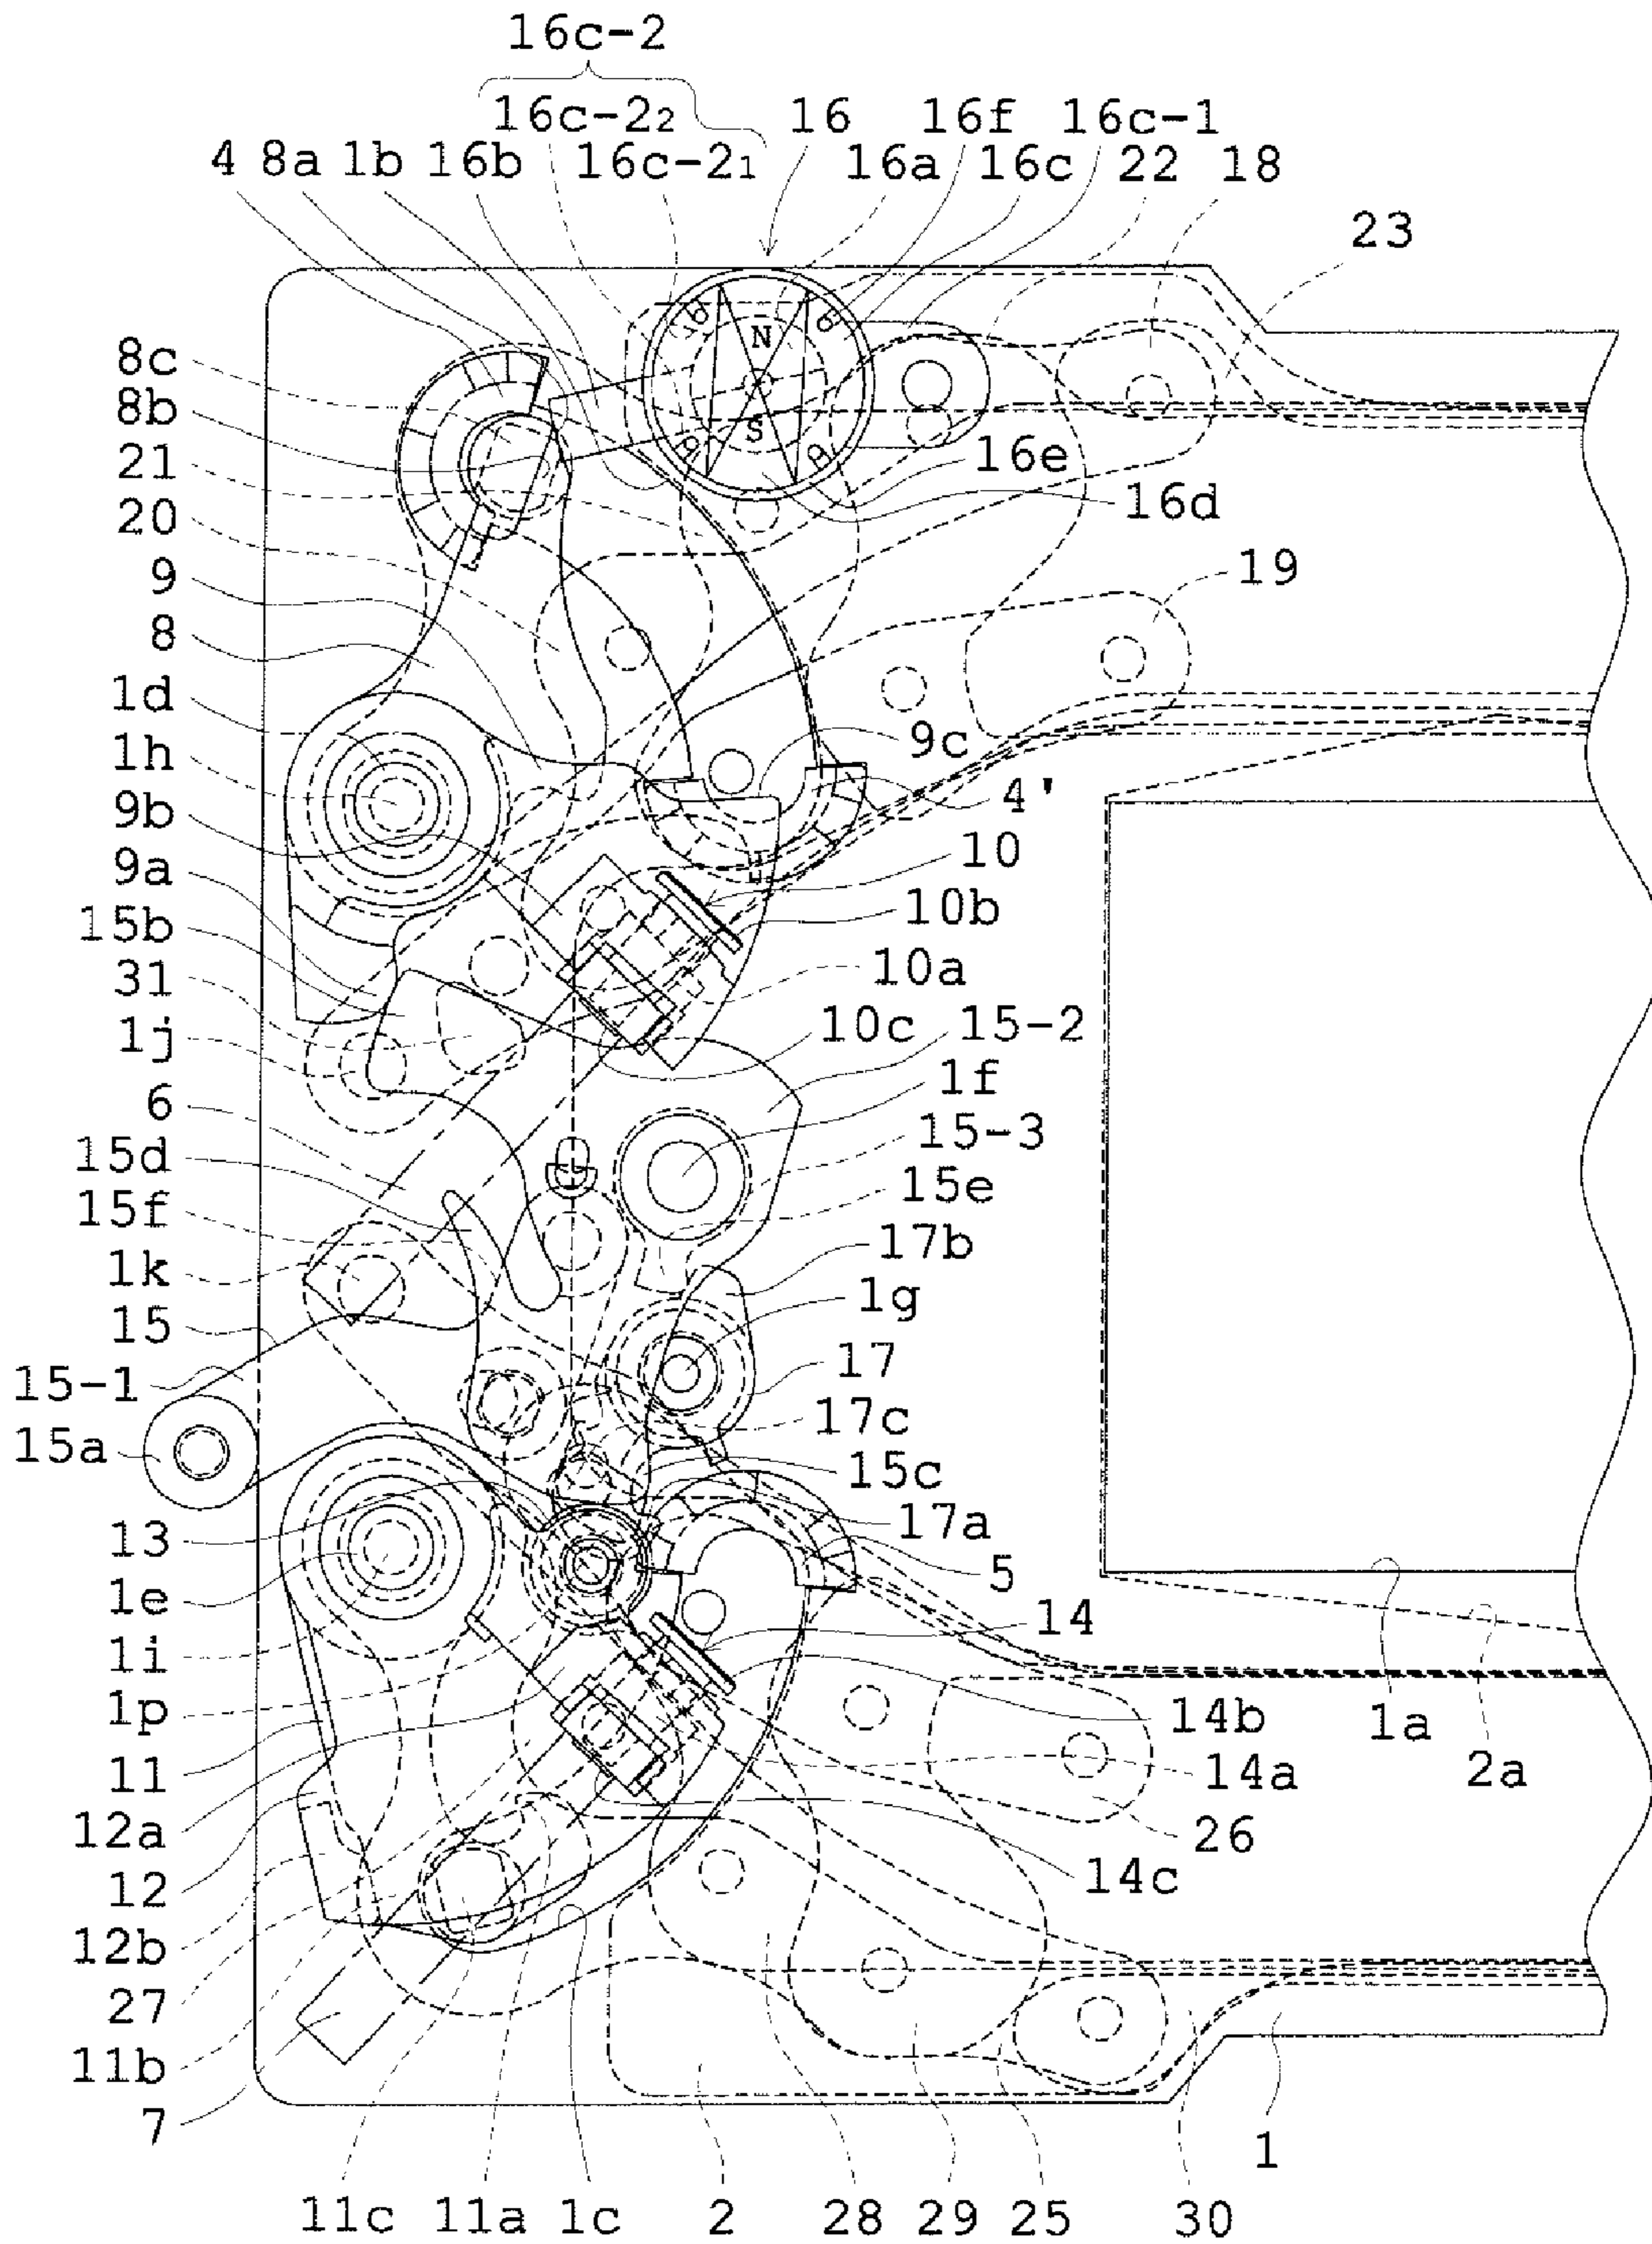 16c-2
16c-2₂ 16 16f 16c-1
4 8a 1b 16b 16c-2₁ 16a 16c 22 18
23
N
8c
8b
S
21 16e
20 16d
9 19
8
1d
1h 9c
9b 4'
9a 10
15b 10b
31 10a
1j 10c 15-2
6 1f
15d 15-3
15f 15e
1k 17b
15 1g
15-1 17
15a 17c
15c
13 17a
1e 5
1i 14
1p 14b 1a
11 14a 2a
12a 26
12 14c
12b
27
11b
7 1
11c 11a 1c 2 28 29 25 30